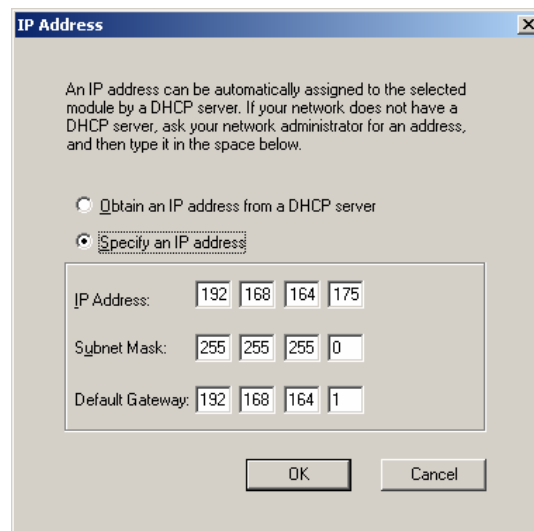 IP Address
An IP address can be automatically assigned to the selected
module by a DHCP server. If your network does not have a
DHCP server, ask your network administrator for an address,
and then type it in the space below.
Obtain an IP address from a DHCP server
Specify an IP address
IP Address: 192 168 164 175
Subnet Mask: 255 255 255 0
Default Gateway: 192 168 164 1
OK Cancel